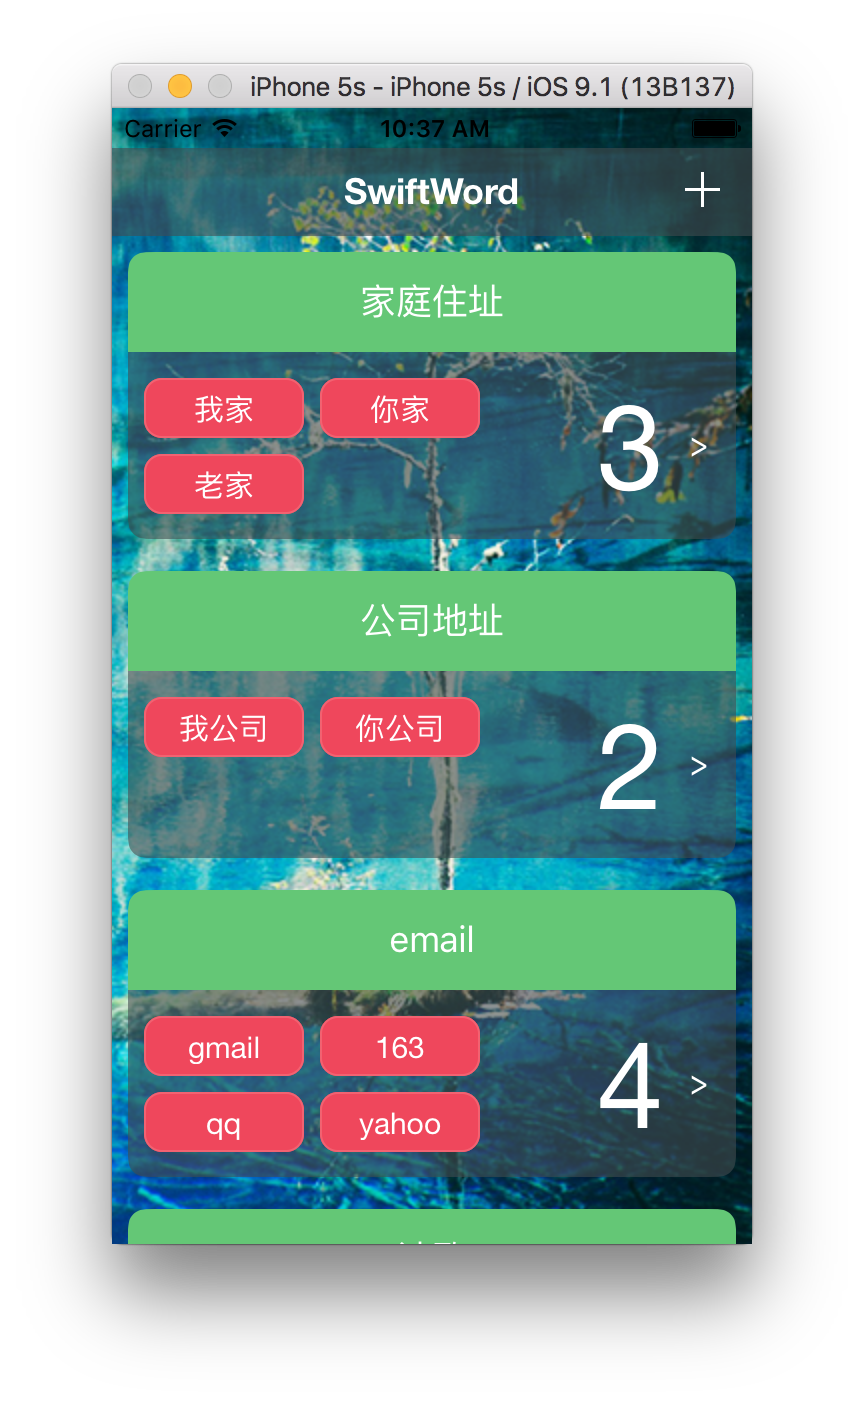 iPhone 5s - iPhone 5s / iOS 9.1 (13B137)
Carrier 10:37 AM
SwiftWord
家庭住址
我家 你家
3 >
老家
公司地址
我公司 你公司
2 >
email
gmail 163
4 >
qq yahoo